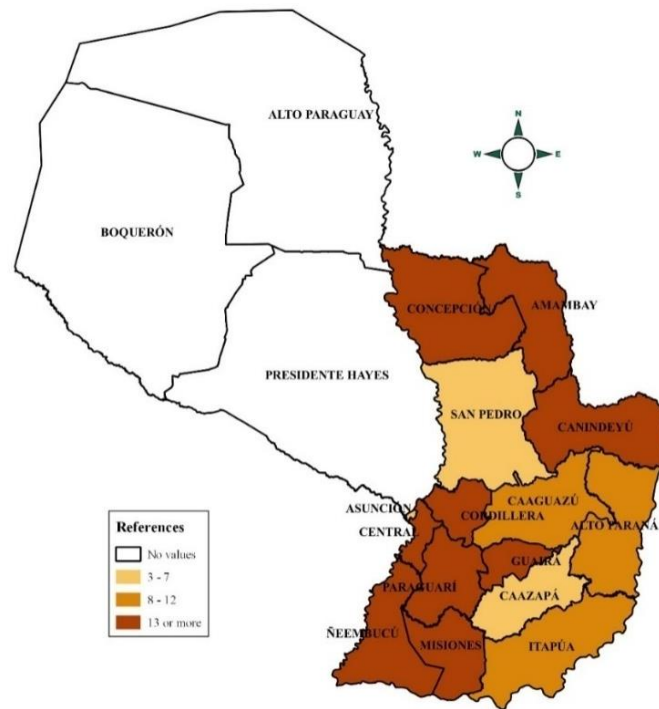 N
W
E
S
ALTO PARAGUAY
BOQUERÓN
CONCEPCIÓN
AMAMBAY
PRESIDENTE HAYES
SAN PEDRO
CANINDEYÚ
CAAGUAZÚ
ASUNCIÓN
CORDILLERA
ALTO PARANÁ
CENTRAL
GUAIRÁ
PARAGUARÍ
CAAZAPÁ
ÑEEMBUCÚ
MISIONES
ITAPÚA
References
No values
3 - 7
8 - 12
13 or more